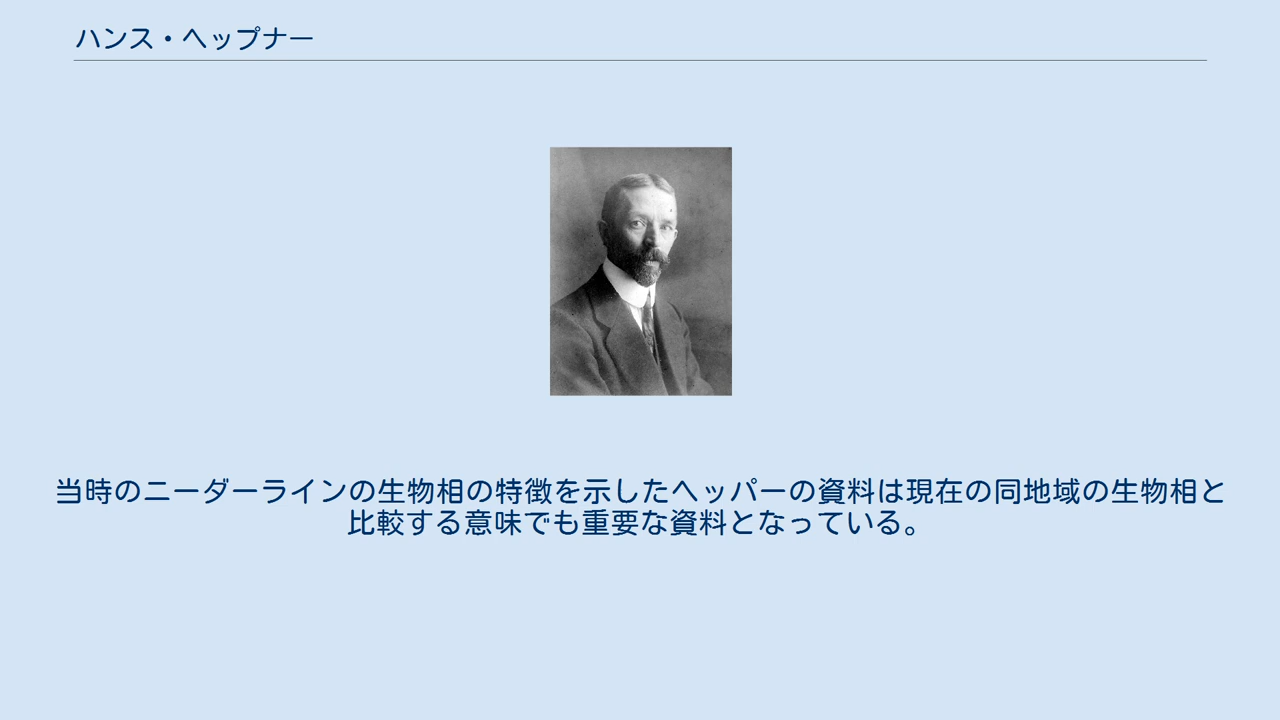 ハンス・ヘップナー
当時のニーダーラインの生物相の特徴を示したヘッパーの資料は現在の同地域の生物相と
比較する意味でも重要な資料となっている。